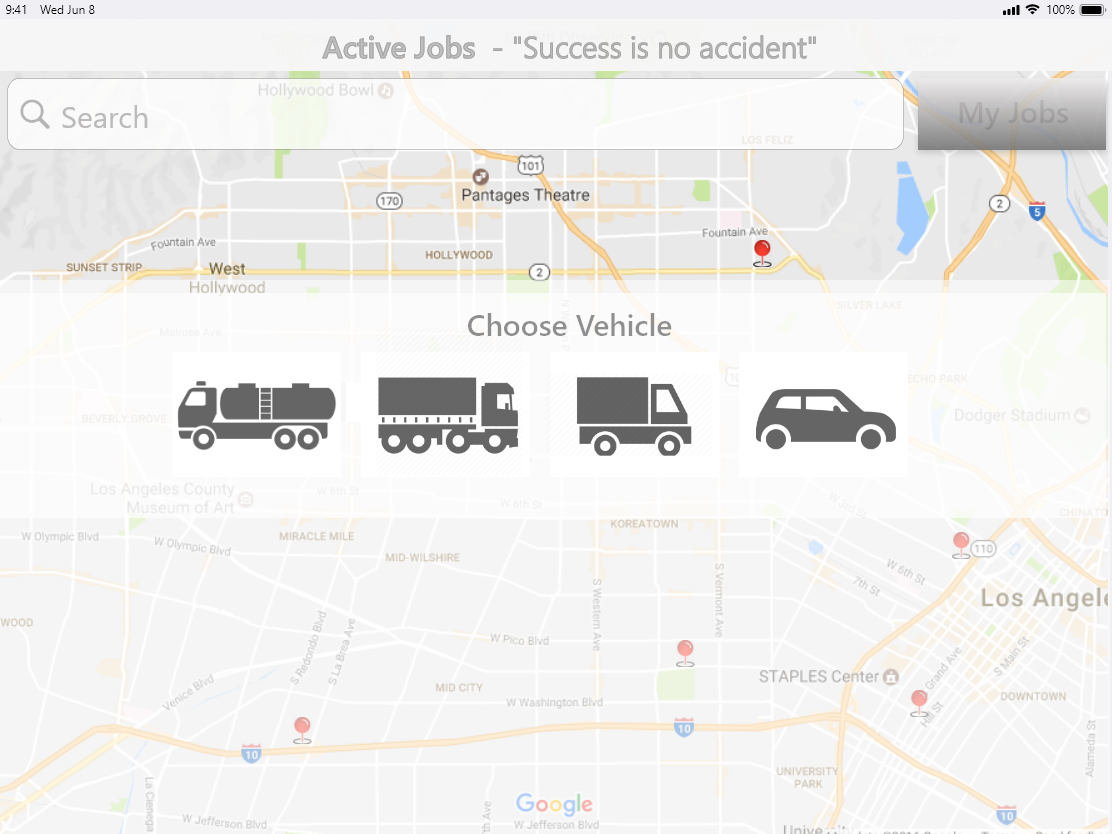 9:41 Wed Jun 8 100%
Active Jobs - "Success is no accident"
Hollywood Bowl
Search
My Jobs
LOS FELIZ
101
Pantages Theatre
170
2
5
Fountain Ave
Fountain Ave
HOLLYWOOD
SUNSET STRIP
West
Hollywood
2
SILVER LAKE
Choose Vehicle
Melrose Ave
ECHO PARK
BEVERLY GROVE
Dodger Stadium
Los Angeles County
Museum of Art
W 6th St
W 6th St
W 3rd St
KOREATOWN
W Olympic Blvd
W Olympic Blvd
MIRACLE MILE
MID-WILSHIRE
110
W 6th St
7th St
Los Angele
S Western Ave
S Vermont Ave
WOOD
S Redondo Blvd
S La Brea Ave
W Pico Blvd
S Main St
Grand Ave
STAPLES Center
Venice Blvd
MID CITY
W Washington Blvd
Hill St
DOWNTOWN
10
10
Alameda St
UNIVERSITY
PARK
La Cienega
Google
W Jefferson Blvd
W Jefferson Blvd
10